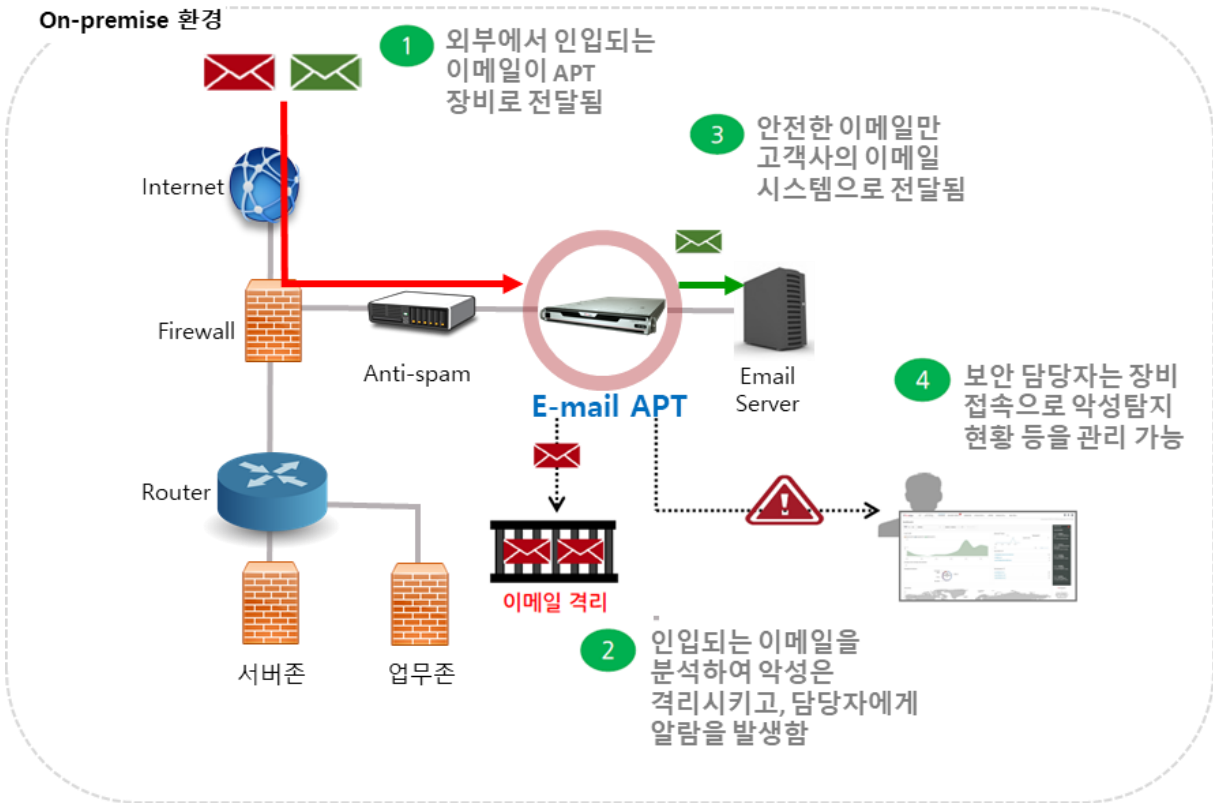 On-premise 환경
1
외부에서 인입되는
이메일이 APT
장비로 전달됨
3
안전한 이메일만
고객사의 이메일
시스템으로 전달됨
Internet
Firewall
Anti-spam
E-mail APT
Email
Server
4
보안 담당자는 장비
접속으로 악성탐지
현황 등을 관리 가능
Router
이메일 격리
서버존
업무존
2
인입되는 이메일을
분석하여 악성은
격리시키고, 담당자에게
알람을 발생함